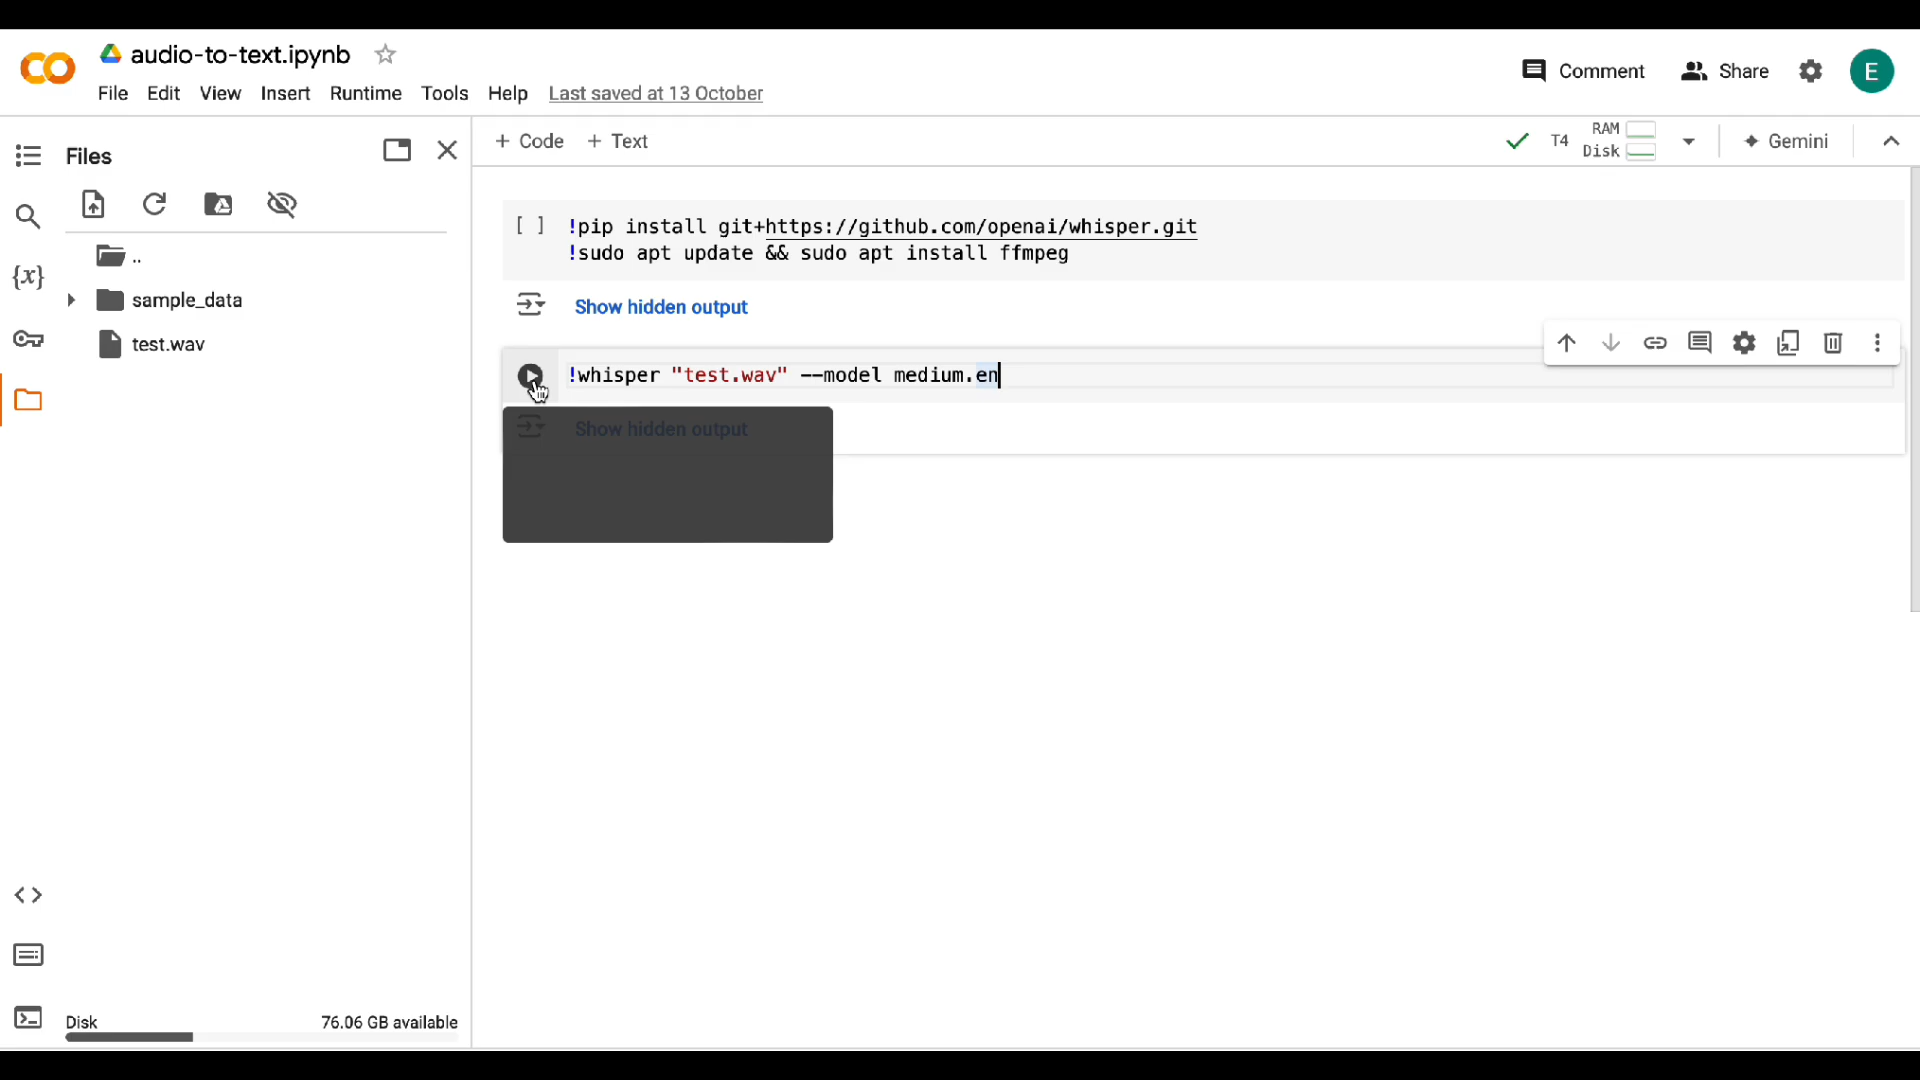 audio-to-text.ipynb
File Edit View Insert Runtime Tools Help Last saved at 13 October
Comment Share E
Files
+ Code + Text
T4 RAM Disk Gemini
..
sample_data
test.wav
{x}
[ ] !pip install git+https://github.com/openai/whisper.git
!sudo apt update && sudo apt install ffmpeg
Show hidden output
!whisper "test.wav" --model medium.en
Show hidden output
Disk 76.06 GB available